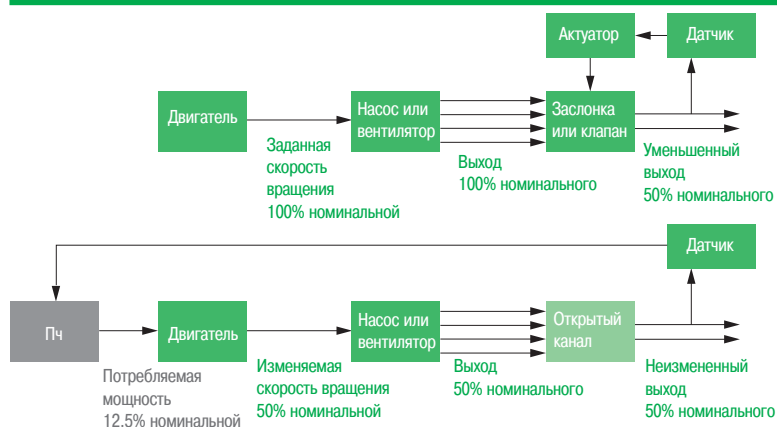 Актуатор
Датчик
Двигатель
Насос или
вентилятор
Заслонка
или клапан
Заданная
скорость
вращения
100% номинальной
Выход
100% номинального
Уменьшенный
выход
50% номинального
Датчик
Пч
Двигатель
Насос или
вентилятор
Открытый
канал
Потребляемая
мощность
12.5% номинальной
Изменяемая
скорость вращения
50% номинальной
Выход
50% номинального
Неизмененный
выход
50% номинального